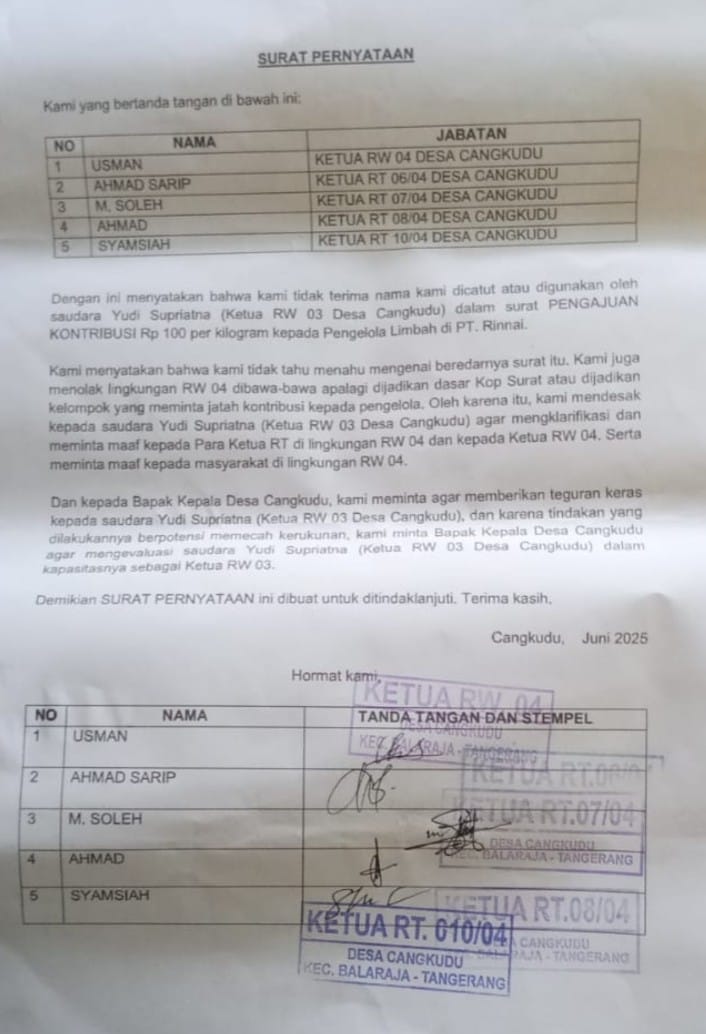 SURAT PERNYATAAN
Kami yang bertanda tangan di bawah ini:
NO NAMA JABATAN
1 USMAN KETUA RW 04 DESA CANGKUDU
2 AHMAD SARIP KETUA RT 06/04 DESA CANGKUDU
3 M. SOLEH KETUA RT 07/04 DESA CANGKUDU
4 AHMAD KETUA RT 08/04 DESA CANGKUDU
5 SYAMSIAH KETUA RT 10/04 DESA CANGKUDU
Dengan ini menyatakan bahwa kami tidak terima nama kami dicatut atau digunakan oleh
saudara Yudi Supriatna (Ketua RW 03 Desa Cangkudu) dalam surat PENGAJUAN
KONTRIBUSI Rp 100 per kilogram kepada Pengelola Limbah di PT. Rinnai.
Kami menyatakan bahwa kami tidak tahu menahu mengenai beredarnya surat itu. Kami juga
menolak lingkungan RW 04 dibawa-bawa apalagi dijadikan dasar Kop Surat atau dijadikan
kelompok yang meminta jatah kontribusi kepada pengelola. Oleh karena itu, kami mendesak
kepada saudara Yudi Supriatna (Ketua RW 03 Desa Cangkudu) agar mengklarifikasi dan
meminta maaf kepada Para Ketua RT di lingkungan RW 04 dan kepada Ketua RW 04. Serta
meminta maaf kepada masyarakat di lingkungan RW 04.
Dan kepada Bapak Kepala Desa Cangkudu, kami meminta agar memberikan teguran keras
kepada saudara Yudi Supriatna (Ketua RW 03 Desa Cangkudu), dan karena tindakan yang
dilakukannya berpotensi memecah kerukunan, kami minta Bapak Kepala Desa Cangkudu
agar mengevaluasi saudara Yudi Supriatna (Ketua RW 03 Desa Cangkudu) dalam
kapasitasnya sebagai Ketua RW 03.
Demikian SURAT PERNYATAAN ini dibuat untuk ditindaklanjuti. Terima kasih.
Cangkudu, Juni 2025
Hormat kami,
NO NAMA TANDA TANGAN DAN STEMPEL
1 USMAN
KETUA RW 04
DESA CANGKUDU
KEC. BALARAJA - TANGERANG
2 AHMAD SARIP
KETUA RT.06/04
3 M. SOLEH
KETUA RT.07/04
DESA CANGKUDU
KEC. BALARAJA - TANGERANG
4 AHMAD
5 SYAMSIAH
KETUA RT.08/04
DESA CANGKUDU
BALARAJA - TANGERANG
KETUA RT. 010/04
DESA CANGKUDU
KEC. BALARAJA - TANGERANG